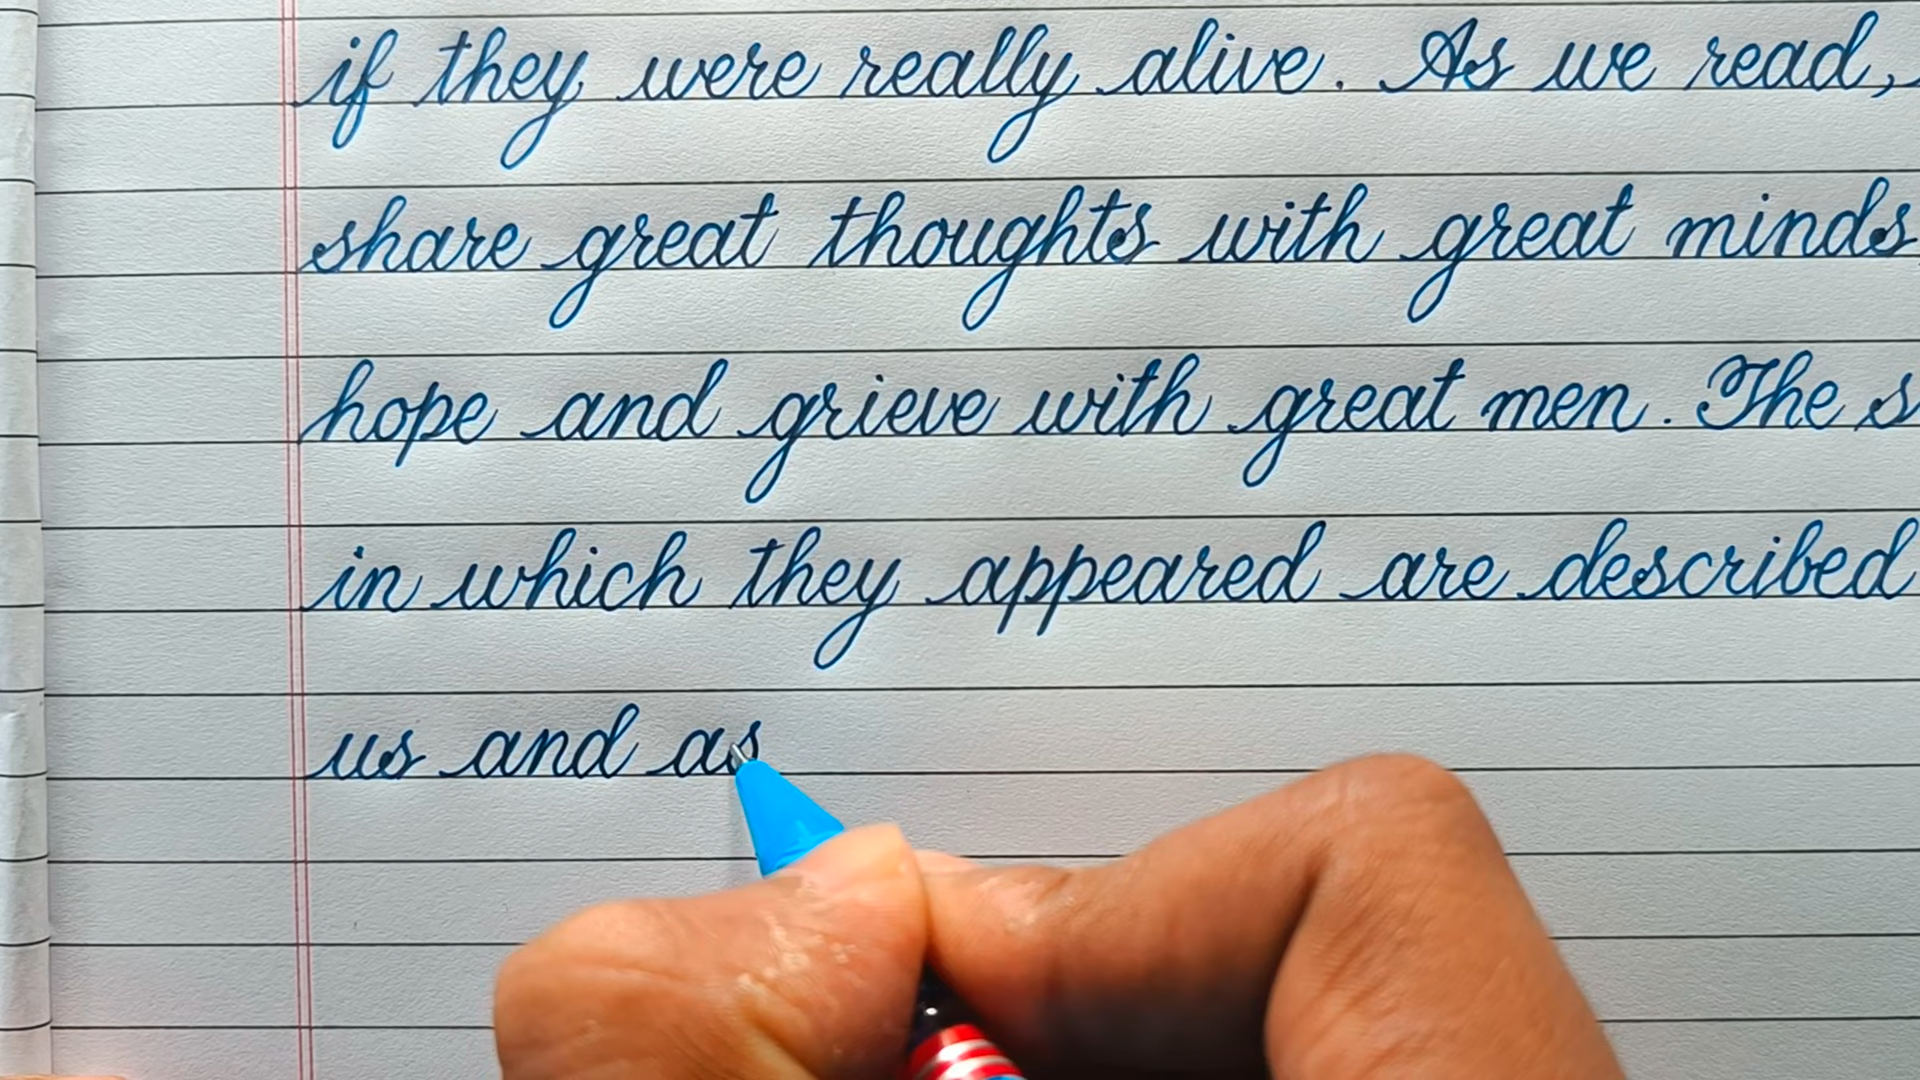 if they were really alive. As we read,
share great thoughts with great minds
hope and grieve with great men. The s
in which they appeared are described
us and as